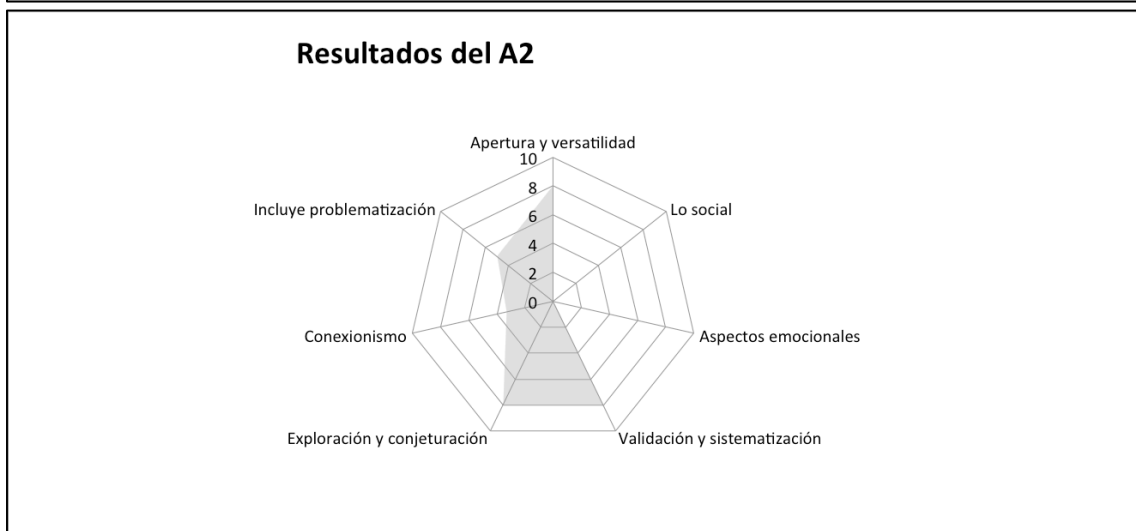 Resultados del A2
Apertura y versatilidad
10
8
6
4
2
0
Lo social
Aspectos emocionales
Validación y sistematización
Exploración y conjeturación
Conexionismo
Incluye problematización